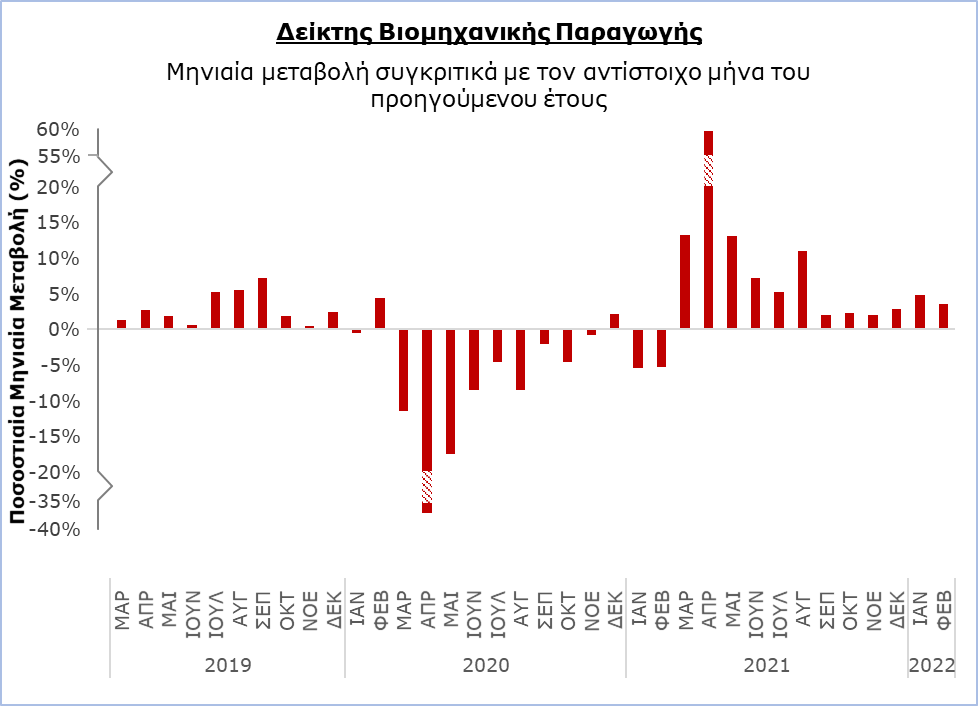 Δείκτης Βιομηχανικής Παραγωγής
Μηνιαία μεταβολή συγκριτικά με τον αντίστοιχο μήνα του
προηγούμενου έτους
Ποσοστιαία Μηνιαία Μεταβολή (%)
60%
55%
20%
15%
10%
5%
0%
-5%
-10%
-15%
-20%
-35%
-40%
ΜΑΡ ΑΠΡ ΜΑΙ ΙΟΥΝ ΙΟΥΛ ΑΥΓ ΣΕΠ ΟΚΤ ΝΟΕ ΔΕΚ ΙΑΝ ΦΕΒ ΜΑΡ ΑΠΡ ΜΑΙ ΙΟΥΝ ΙΟΥΛ ΑΥΓ ΣΕΠ ΟΚΤ ΝΟΕ ΔΕΚ ΙΑΝ ΦΕΒ ΜΑΡ ΑΠΡ ΜΑΙ ΙΟΥΝ ΙΟΥΛ ΑΥΓ ΣΕΠ ΟΚΤ ΝΟΕ ΔΕΚ ΙΑΝ ΦΕΒ
2019 2020 2021 2022